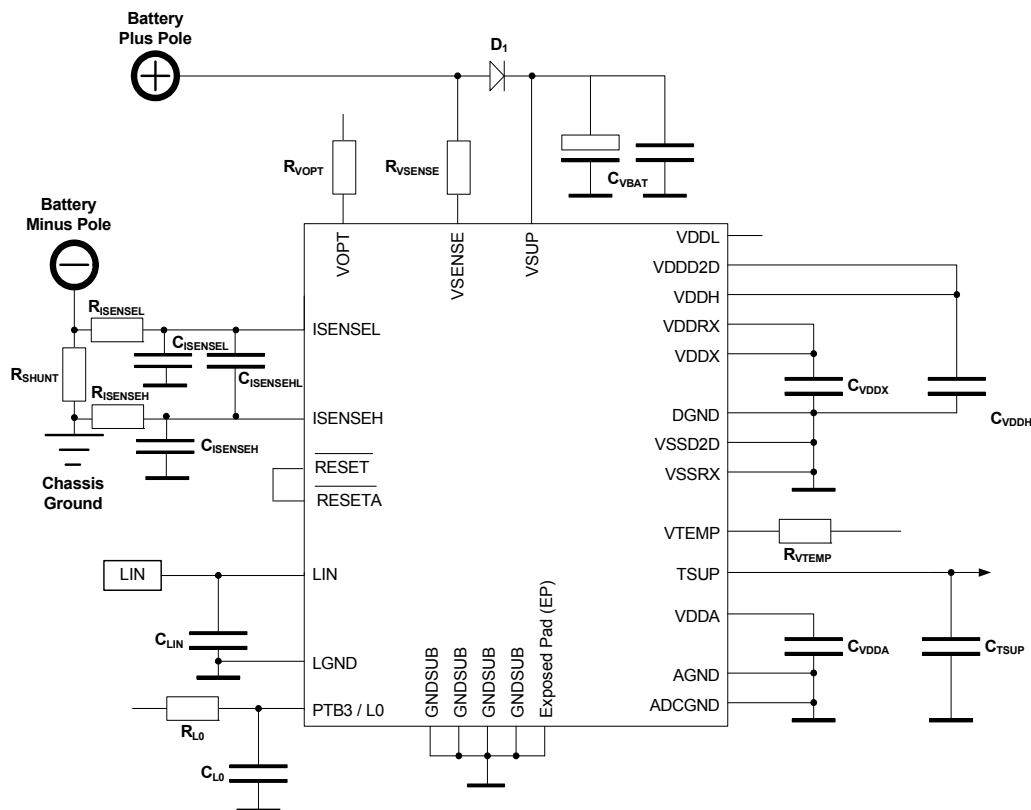 Battery
Plus Pole
D1
RVOPT
RVSENSE
CVBAT
Battery
Minus Pole
VOPT
VSENSE
VSUP
VDDL
VDDD2D
VDDH
VDDRX
VDDX
DGND
VSSD2D
VSSRX
CVDDX
CVDDH
RISENSEL
CISENSEL
CISENSEHL
RSHUNT
RISENSEH
CISENSEH
ISENSEL
ISENSEH
Chassis
Ground
RESET
RESETA
VTEMP
RVTEMP
TSUP
VDDA
CVDDA
CTSUP
AGND
ADCGND
LIN
LIN
CLIN
LGND
PTB3 / L0
RL0
CL0
GNDSUB
GNDSUB
GNDSUB
GNDSUB
Exposed Pad (EP)